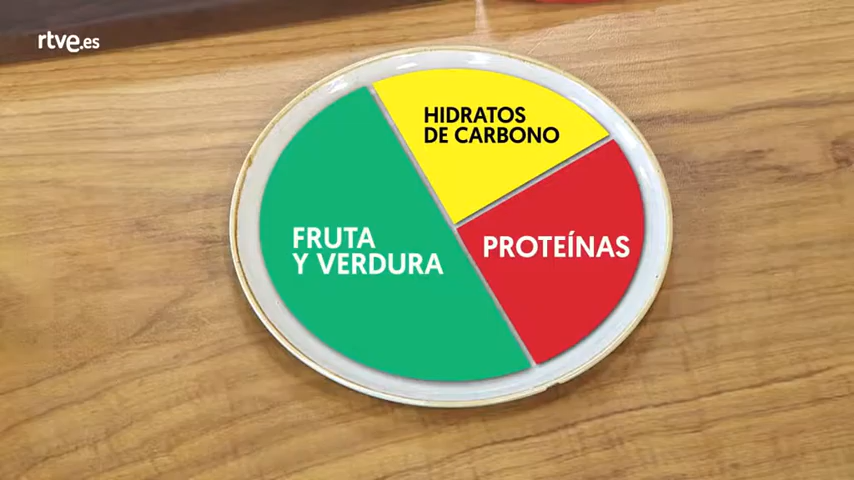 rtve.es
HIDRATOS
DE CARBONO
FRUTA
Y VERDURA
PROTEÍNAS